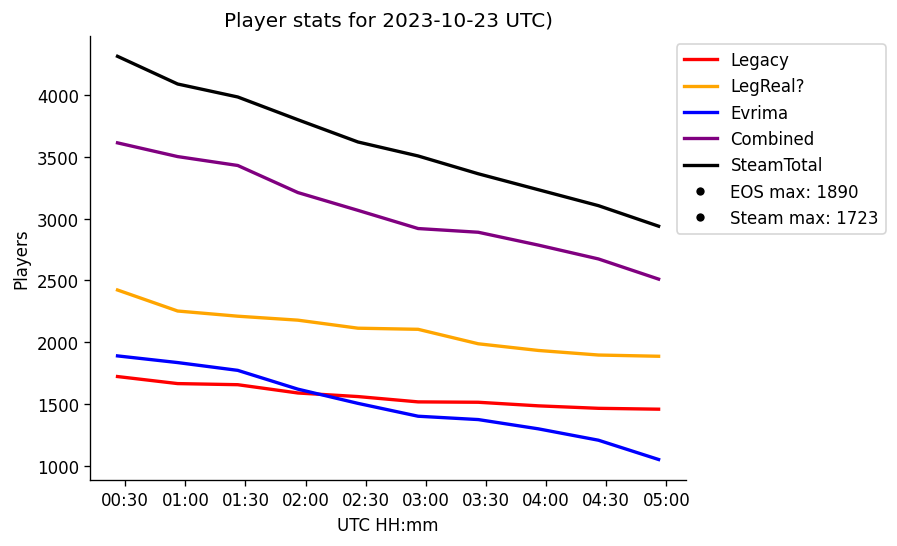 Player stats for 2023-10-23 UTC)
Legacy
LegReal?
Evrima
Combined
SteamTotal
EOS max: 1890
Steam max: 1723
Players
4000
3500
3000
2500
2000
1500
1000
00:30 01:00 01:30 02:00 02:30 03:00 03:30 04:00 04:30 05:00
UTC HH:mm